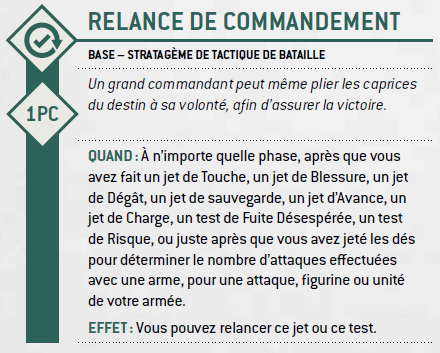 RELANCE DE COMMANDEMENT
BASE – STRATAGÈME DE TACTIQUE DE BATAILLE
Un grand commandant peut même plier les caprices
du destin à sa volonté, afin d’assurer la victoire.
1PC
QUAND : À n’importe quelle phase, après que vous
avez fait un jet de Touche, un jet de Blessure, un jet
de Dégât, un jet de sauvegarde, un jet d’Avance, un
jet de Charge, un test de Fuite Désespérée, un test
de Risque, ou juste après que vous avez jeté les dés
pour déterminer le nombre d’attaques effectuées
avec une arme, pour une attaque, figurine ou unité
de votre armée.
EFFET : Vous pouvez relancer ce jet ou ce test.